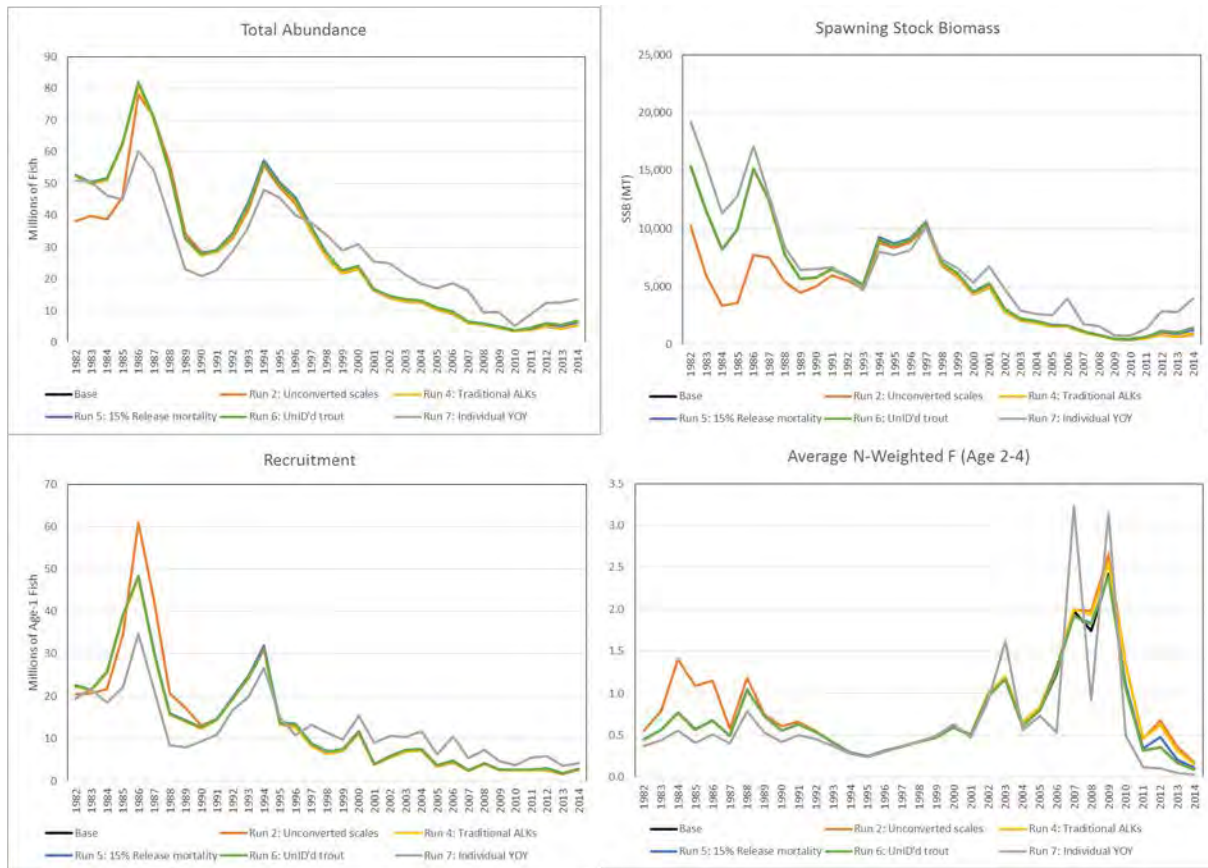 Total Abundance
Millions of Fish
90
80
70
60
50
40
30
20
10
0
1982 1983 1984 1985 1986 1987 1988 1989 1990 1991 1992 1993 1994 1995 1996 1997 1998 1999 2000 2001 2002 2003 2004 2005 2006 2007 2008 2009 2010 2011 2012 2013 2014
Base Run 2: Unconverted scales Run 4: Traditional ALKs
Run 5: 15% Release mortality Run 6: UnID'd trout Run 7: Individual YOY
Spawning Stock Biomass
SSB (MT)
25,000
20,000
15,000
10,000
5,000
0
1982 1983 1984 1985 1986 1987 1988 1989 1990 1991 1992 1993 1994 1995 1996 1997 1998 1999 2000 2001 2002 2003 2004 2005 2006 2007 2008 2009 2010 2011 2012 2013 2014
Base Run 2: Unconverted scales Run 4: Traditional ALKs
Run 5: 15% Release mortality Run 6: UnID'd trout Run 7: Individual YOY
Recruitment
Millions of Age-1 Fish
70
60
50
40
30
20
10
0
1982 1983 1984 1985 1986 1987 1988 1989 1990 1991 1992 1993 1994 1995 1996 1997 1998 1999 2000 2001 2002 2003 2004 2005 2006 2007 2008 2009 2010 2011 2012 2013 2014
Base Run 2: Unconverted scales Run 4: Traditional ALKs
Run 5: 15% Release mortality Run 6: UnID'd trout Run 7: Individual YOY
Average N-Weighted F (Age 2-4)
3.5
3.0
2.5
2.0
1.5
1.0
0.5
0.0
1982 1983 1984 1985 1986 1987 1988 1989 1990 1991 1992 1993 1994 1995 1996 1997 1998 1999 2000 2001 2002 2003 2004 2005 2006 2007 2008 2009 2010 2011 2012 2013 2014
Base Run 2: Unconverted scales Run 4: Traditional ALKs
Run 5: 15% Release mortality Run 6: UnID'd trout Run 7: Individual YOY